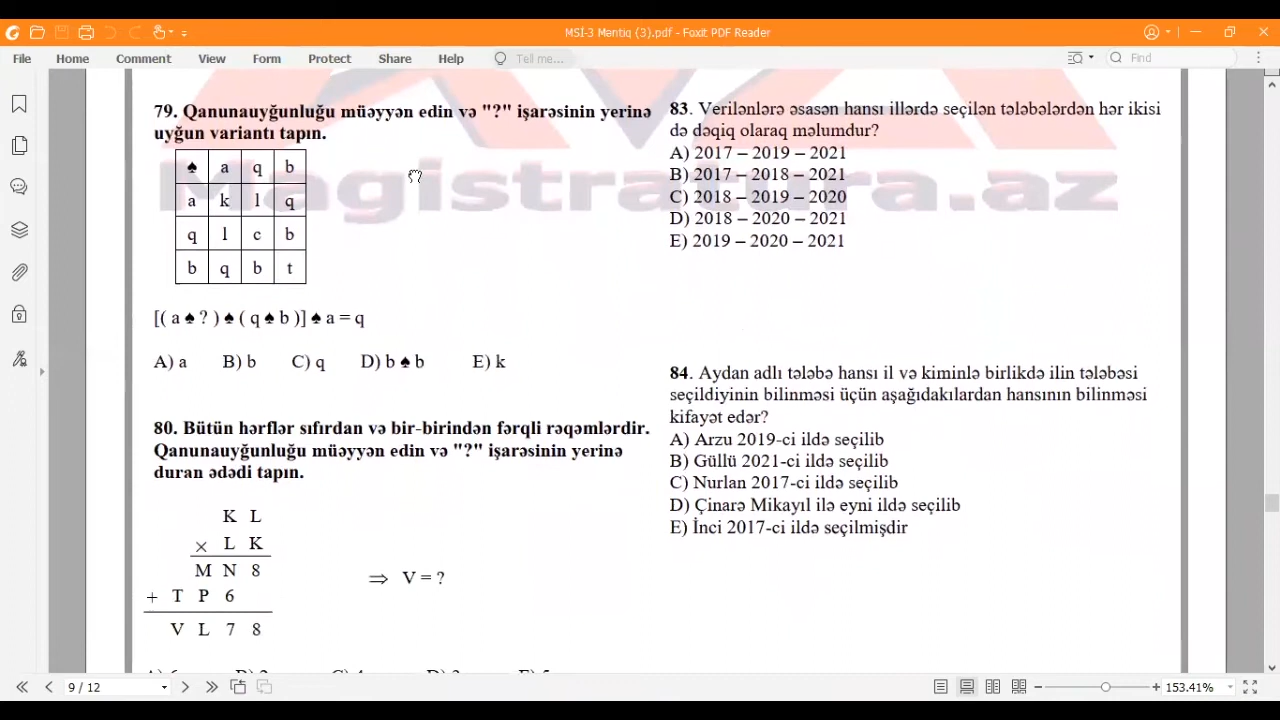 MSİ-3 Məntiq (3).pdf - Foxit PDF Reader
File Home Comment View Form Protect Share Help Tell me... Find
79. Qanunauyğunluğu müəyyən edin və "?" işarəsinin yerinə
uyğun variantı tapın.
♠ a q b
a k l q
q l c b
b q b t
[( a ♠ ? ) ♠ ( q ♠ b )] ♠ a = q
A) a B) b C) q D) b ♠ b E) k
80. Bütün hərflər sıfırdan və bir-birindən fərqli rəqəmlərdir.
Qanunauyğunluğu müəyyən edin və "?" işarəsinin yerinə
duran ədədi tapın.
K L
× L K
M N 8
+ T P 6
V L 7 8
⇒ V = ?
83. Verilənlərə əsasən hansı illərdə seçilən tələbələrdən hər ikisi
də dəqiq olaraq məlumdur?
A) 2017 – 2019 – 2021
B) 2017 – 2018 – 2021
C) 2018 – 2019 – 2020
D) 2018 – 2020 – 2021
E) 2019 – 2020 – 2021
84. Aydan adlı tələbə hansı il və kiminlə birlikdə ilin tələbəsi
seçildiyinin bilinməsi üçün aşağıdakılardan hansının bilinməsi
kifayət edər?
A) Arzu 2019-ci ildə seçilib
B) Güllü 2021-ci ildə seçilib
C) Nurlan 2017-ci ildə seçilib
D) Çinarə Mikayıl ilə eyni ildə seçilib
E) İnci 2017-ci ildə seçilmişdir
Magistratura.az
9 / 12
153.41%